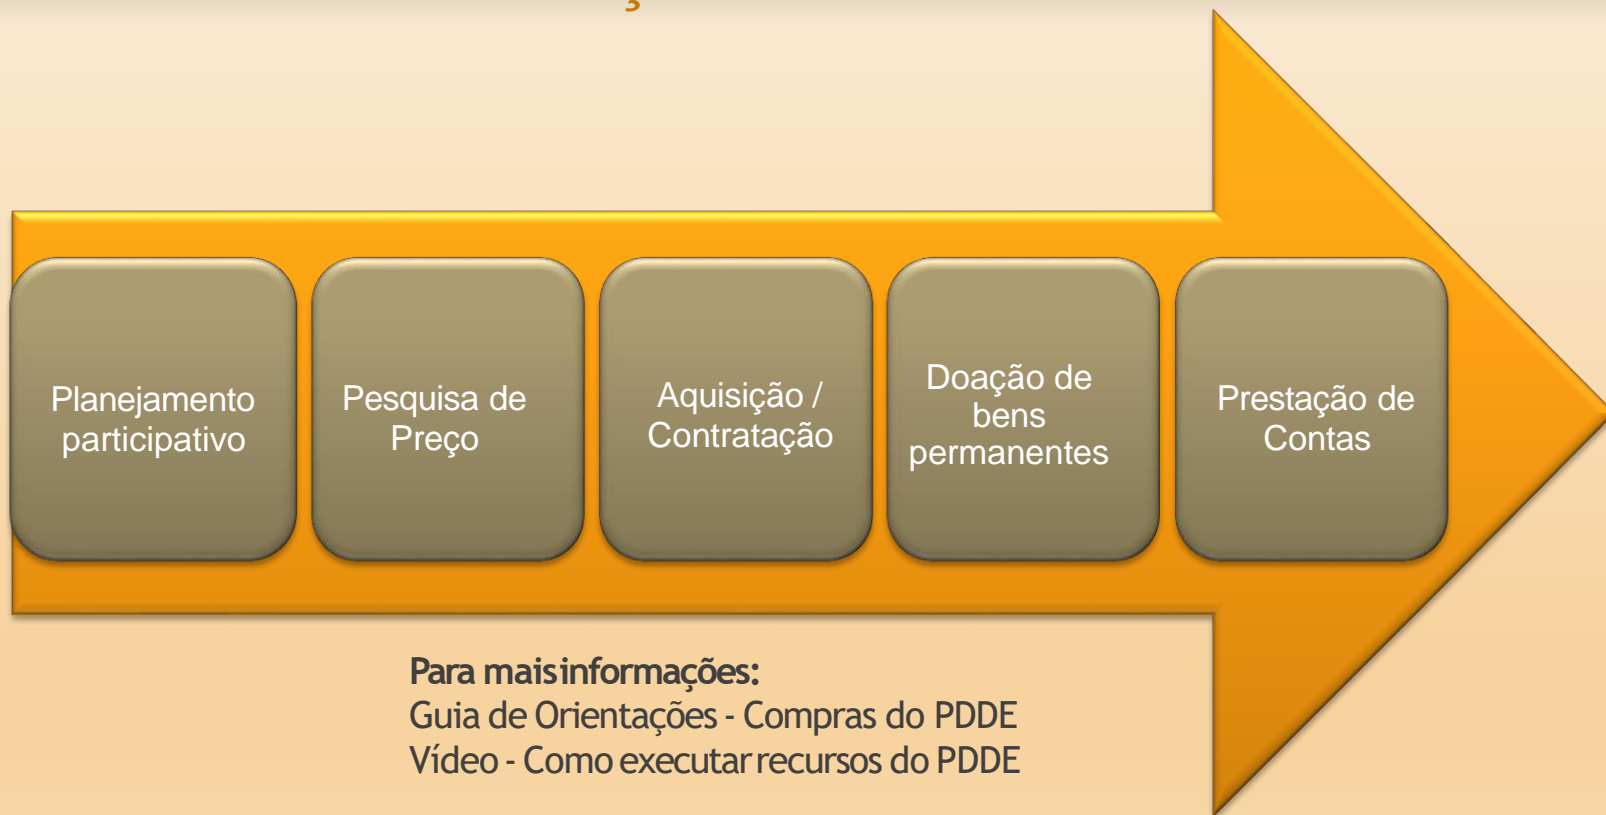 Planejamento
participativo
Pesquisa de
Preço
Aquisição /
Contratação
Doação de
bens
permanentes
Prestação de
Contas
Para mais informações:
Guia de Orientações - Compras do PDDE
Vídeo - Como executar recursos do PDDE